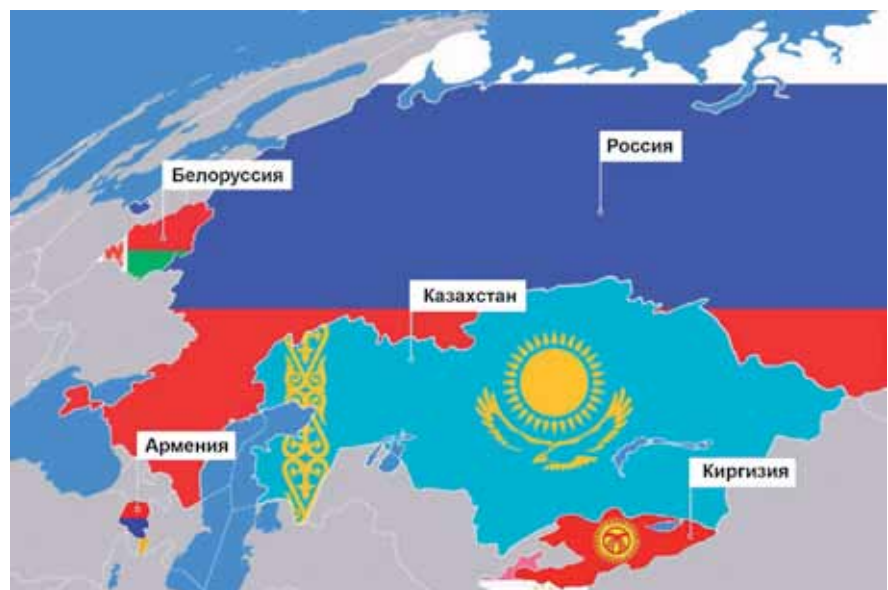 Россия
Белоруссия
Казахстан
Армения
Киргизия